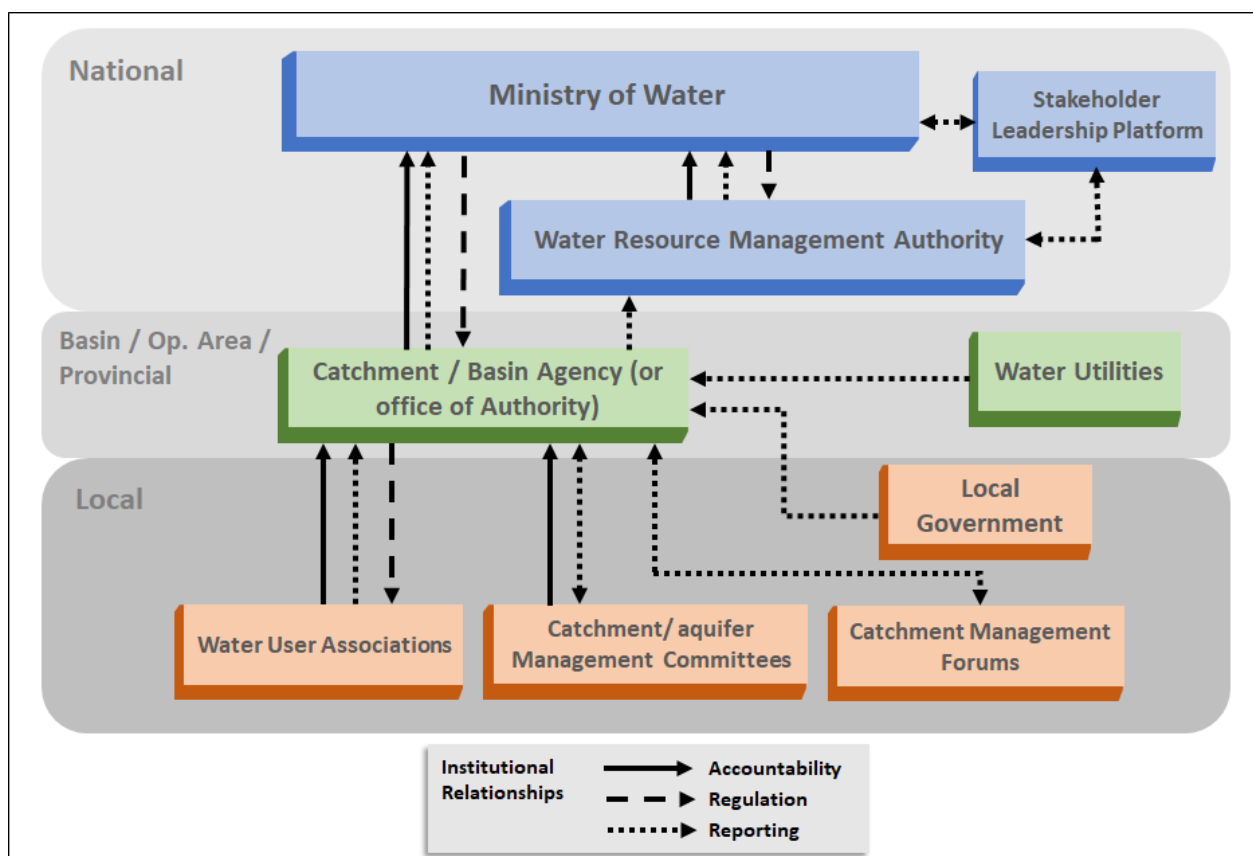 National
Ministry of Water
Stakeholder
Leadership Platform
Water Resource Management Authority
Basin / Op. Area /
Provincial
Catchment / Basin Agency (or
office of Authority)
Water Utilities
Local
Local
Government
Water User Associations
Catchment/ aquifer
Management Committees
Catchment Management
Forums
Institutional
Relationships
Accountability
Regulation
Reporting